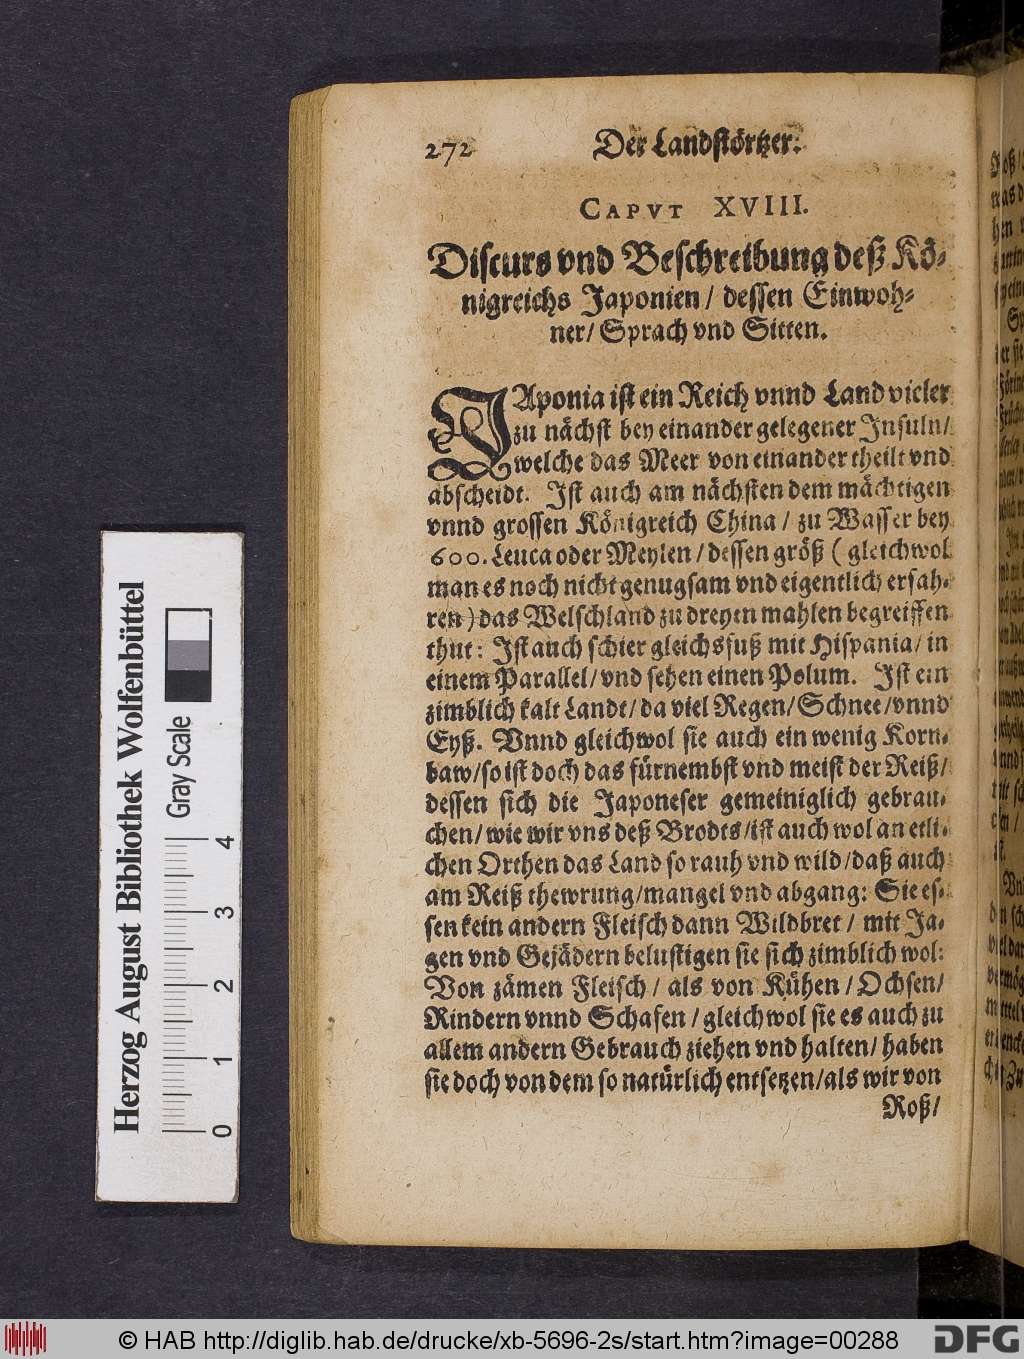 272 Der Landstörtzer:
CAPVT XVIII.
Discurs vnd Beschreibung deß Kö-
nigreichs Japonien / dessen Einwoh-
ner / Sprach vnd Sitten.
JAponia ist ein Reich vnnd Land vieler
zu nächst bey einander gelegener Insuln /
welche das Meer von einander theilt vnd
abscheidt. Ist auch am nächsten dem mächtigen
vnnd grossen Königreich China / zu Wasser bey
600. Leuca oder Meylen / dessen größ ( gleichwol
man es noch nicht genugsam vnd eigentlich erfah-
ren ) das Welschland zu dreyen mahlen begreiffen
thut: Ist auch schier gleichsfuß mit Hispania / in
einem Parallel / vnd sehen einen Polum. Ist ein
zimblich kalt Landt / da viel Regen / Schnee / vnnd
Eyß. Vnnd gleichwol sie auch ein wenig Korn-
baw / so ist doch das fürnembst vnd meist der Reiß /
dessen sich die Japoneser gemeiniglich gebrau-
chen / wie wir vns deß Brodts / ist auch wol an etli-
chen Orthen das Land so rauh vnd wild / daß auch
am Reiß thewrung / mangel vnd abgang: Sie es-
sen kein andern Fleisch dann Wildbret / mit Ja-
gen vnd Gejädern belustigen sie sich zimblich wol:
Von zämen Fleisch / als von Kühen / Ochsen /
Rindern vnnd Schafen / gleichwol sie es auch zu
allem andern Gebrauch ziehen vnd halten / haben
sie doch von dem so natürlich entsetzen / als wir von
Roß /
Herzog August Bibliothek Wolfenbüttel
Gray Scale
0 1 2 3 4
© HAB http://diglib.hab.de/drucke/xb-5696-2s/start.htm?image=00288
DFG